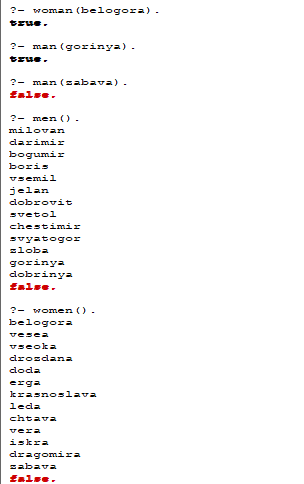 ?- woman(belogora).
true.
?- man(gorinya).
true.
?- man(zabava).
false.
?- men().
milovan
darimir
bogumir
boris
vsemil
jelan
dobrovit
svetol
chestimir
svyatogor
zloba
gorinya
dobrinya
false.
?- women().
belogora
vesea
vseoka
drozdana
doda
erga
krasnoslava
leda
chtava
vera
iskra
dragomira
zabava
false.